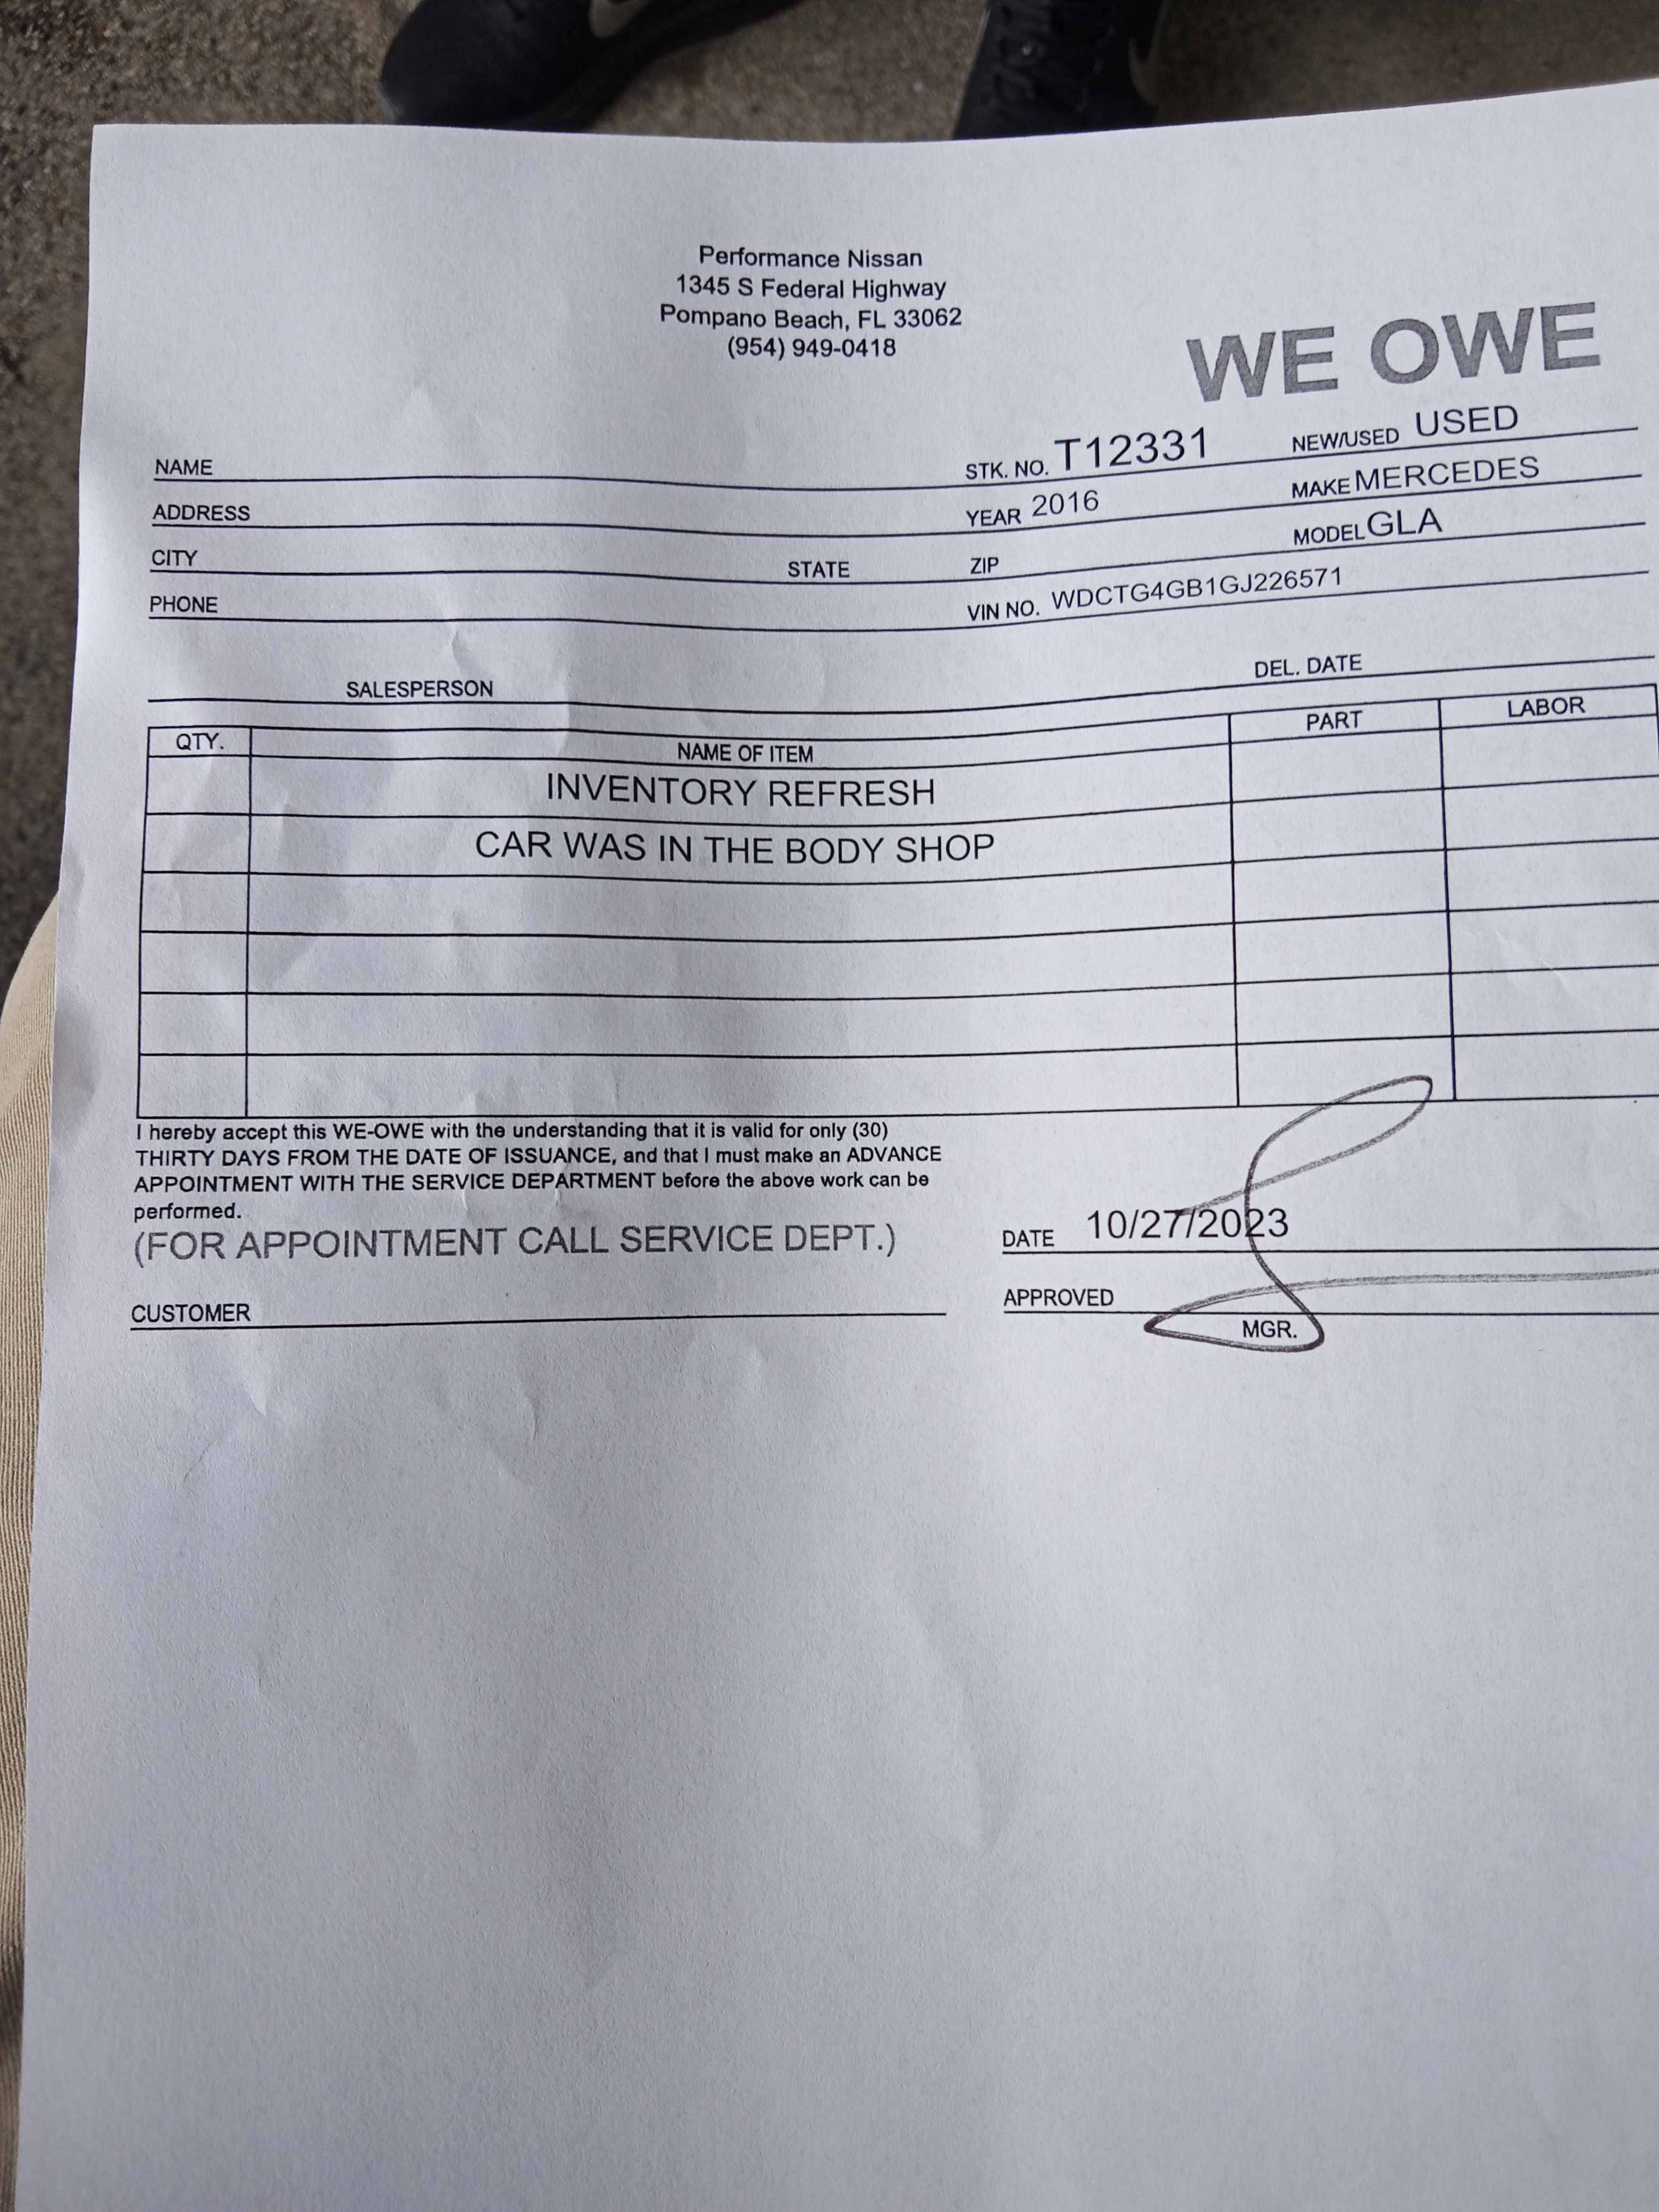 Performance Nissan
1345 S Federal Highway
Pompano Beach, FL 33062
(954) 949-0418
WE OWE
NAME
STK. NO. T12331 NEW/USED USED
ADDRESS
YEAR 2016 MAKE MERCEDES
CITY STATE ZIP MODEL GLA
PHONE
VIN NO. WDCTG4GB1GJ226571
SALESPERSON DEL. DATE
QTY. NAME OF ITEM PART LABOR
INVENTORY REFRESH
CAR WAS IN THE BODY SHOP
I hereby accept this WE-OWE with the understanding that it is valid for only (30)
THIRTY DAYS FROM THE DATE OF ISSUANCE, and that I must make an ADVANCE
APPOINTMENT WITH THE SERVICE DEPARTMENT before the above work can be
performed.
(FOR APPOINTMENT CALL SERVICE DEPT.)
DATE 10/27/2023
CUSTOMER
APPROVED
MGR.